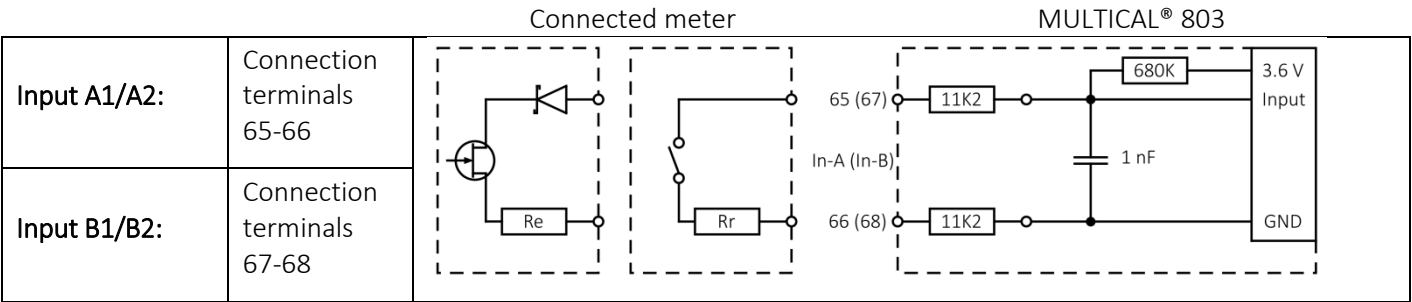 Connected meter
MULTICAL® 803
Input A1/A2:
Connection
terminals
65-66
Input B1/B2:
Connection
terminals
67-68
Re
Rr
65 (67)
In-A (In-B)
66 (68)
11K2
11K2
680K
1 nF
3.6 V
Input
GND